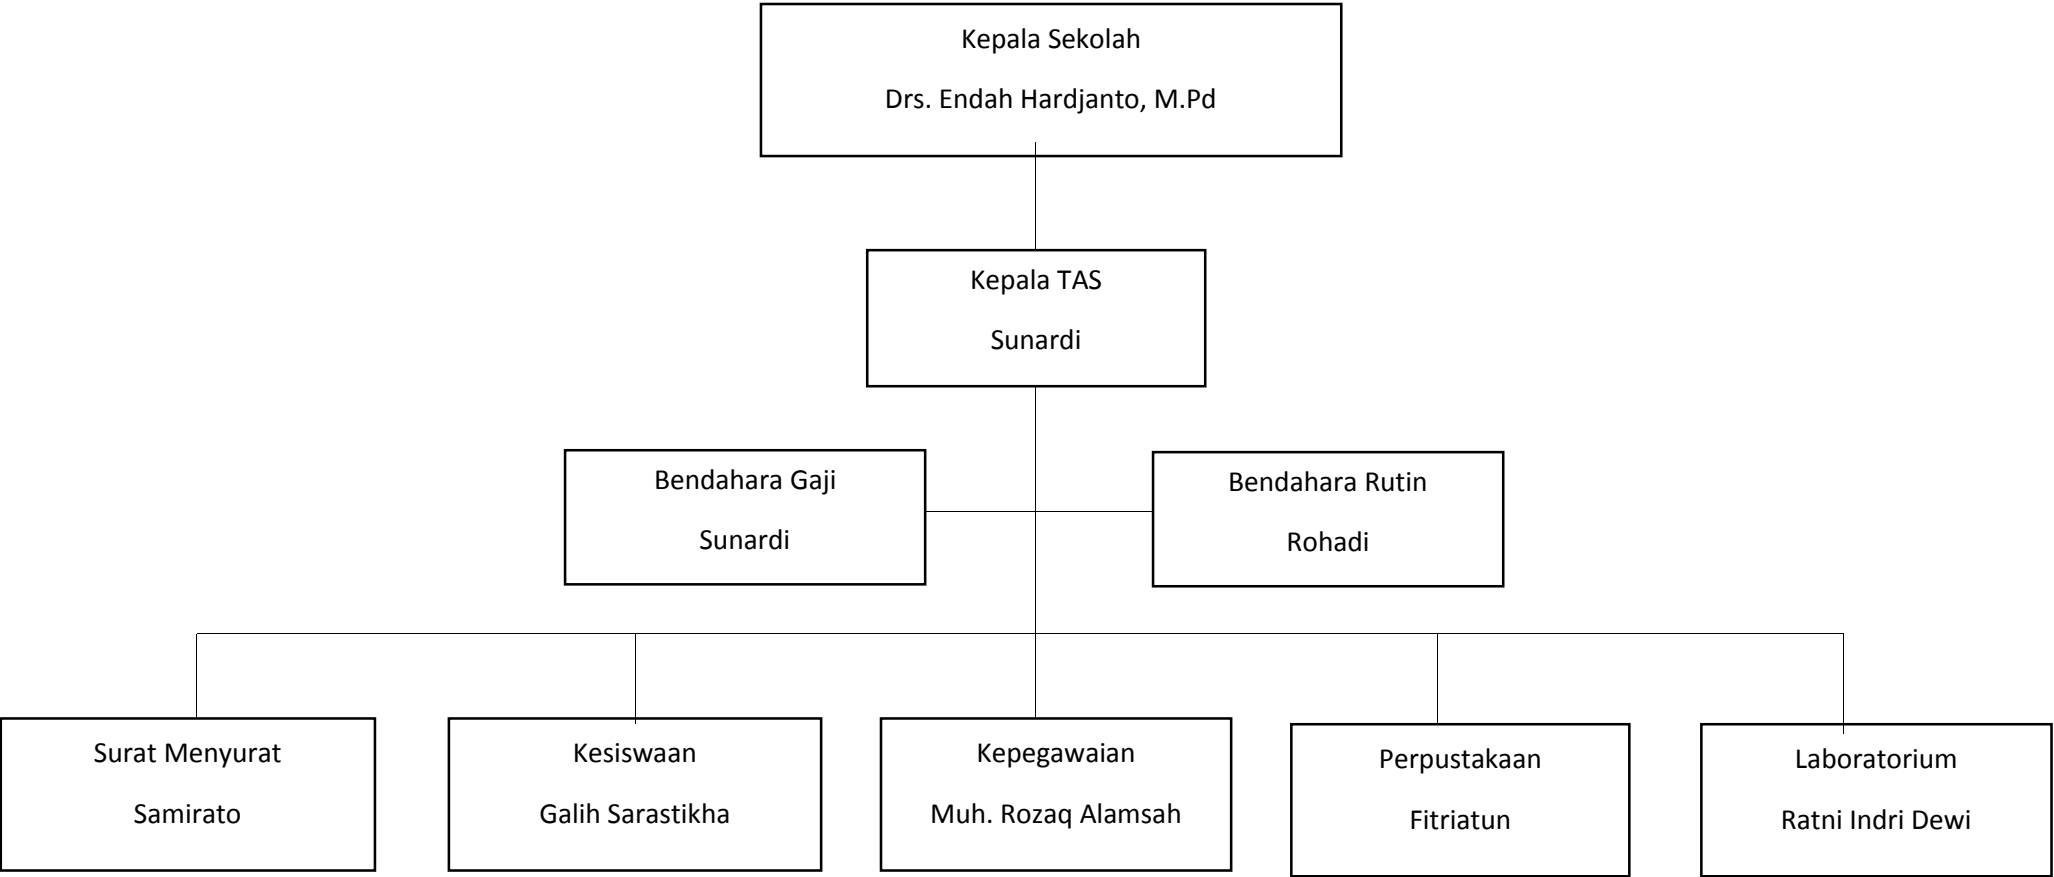 Kepala Sekolah
Drs. Endah Hardjanto, M.Pd
Kepala TAS
Sunardi
Bendahara Gaji
Sunardi
Bendahara Rutin
Rohadi
Surat Menyurat
Samirato
Kesiswaan
Galih Sarastikha
Kepegawaian
Muh. Rozaq Alamsah
Perpustakaan
Fitriatun
Laboratorium
Ratni Indri Dewi